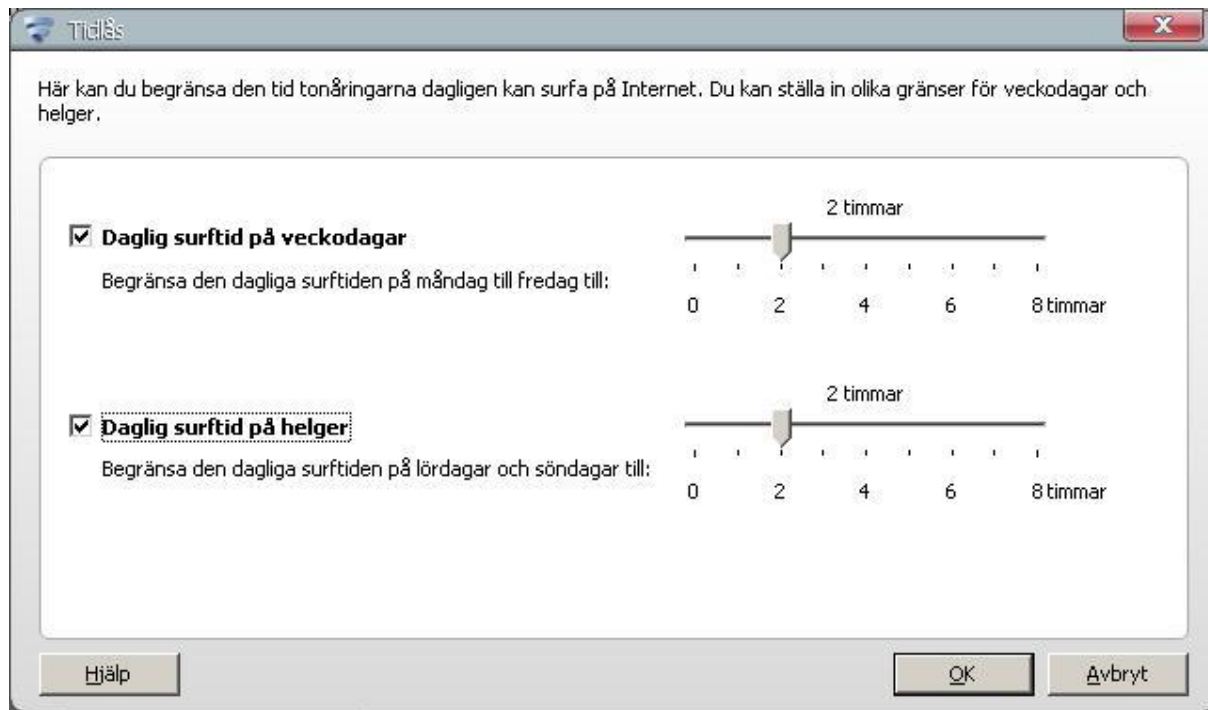 Tidlås
Här kan du begränsa den tid tonåringarna dagligen kan surfa på Internet. Du kan ställa in olika gränser för veckodagar och
helger.
2 timmar
Daglig surftid på veckodagar
Begränsa den dagliga surftiden på måndag till fredag till:
0 2 4 6 8 timmar
2 timmar
Daglig surftid på helger
Begränsa den dagliga surftiden på lördagar och söndagar till:
0 2 4 6 8 timmar
Hjälp OK Avbryt